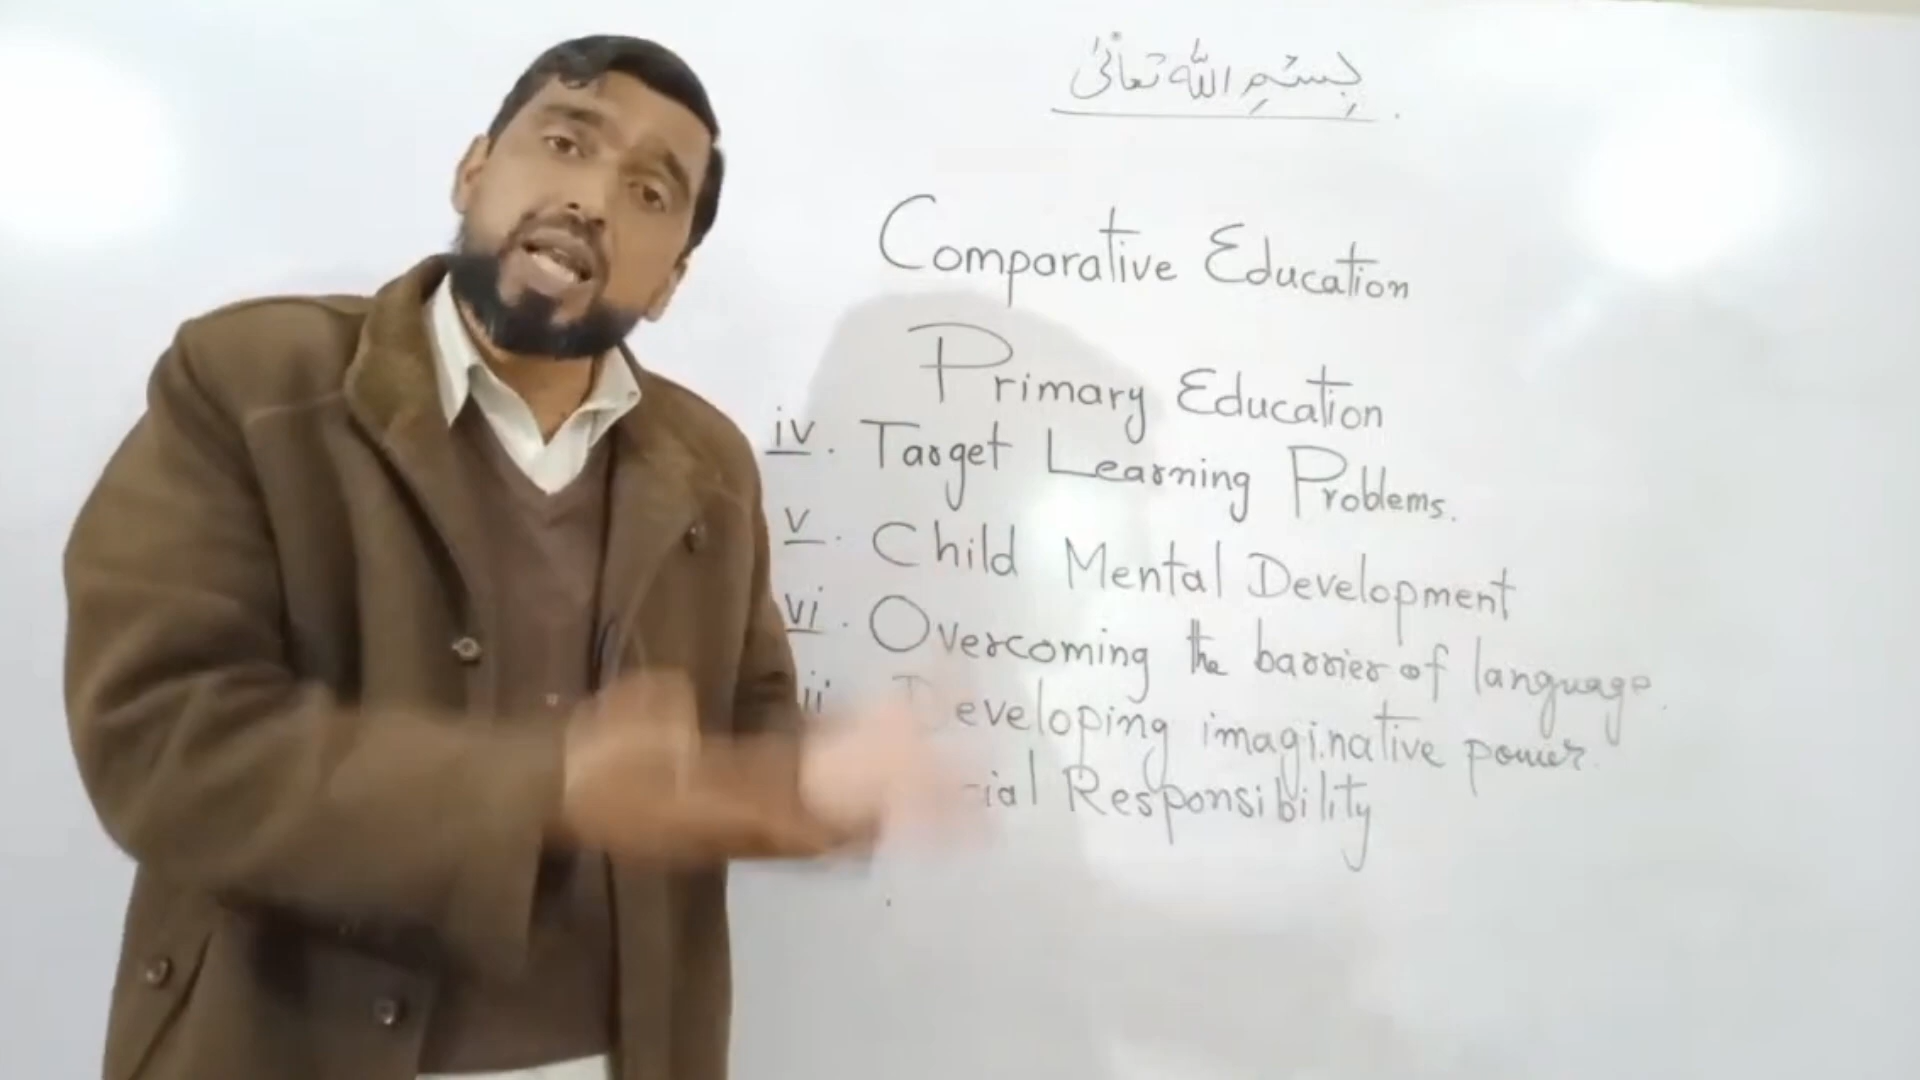 بسم الله تعالیٰ
Comparative Education
Primary Education
iv. Target Learning Problems.
v. Child Mental Development
vi. Overcoming the barrier of language.
Developing imaginative power.
Responsibility